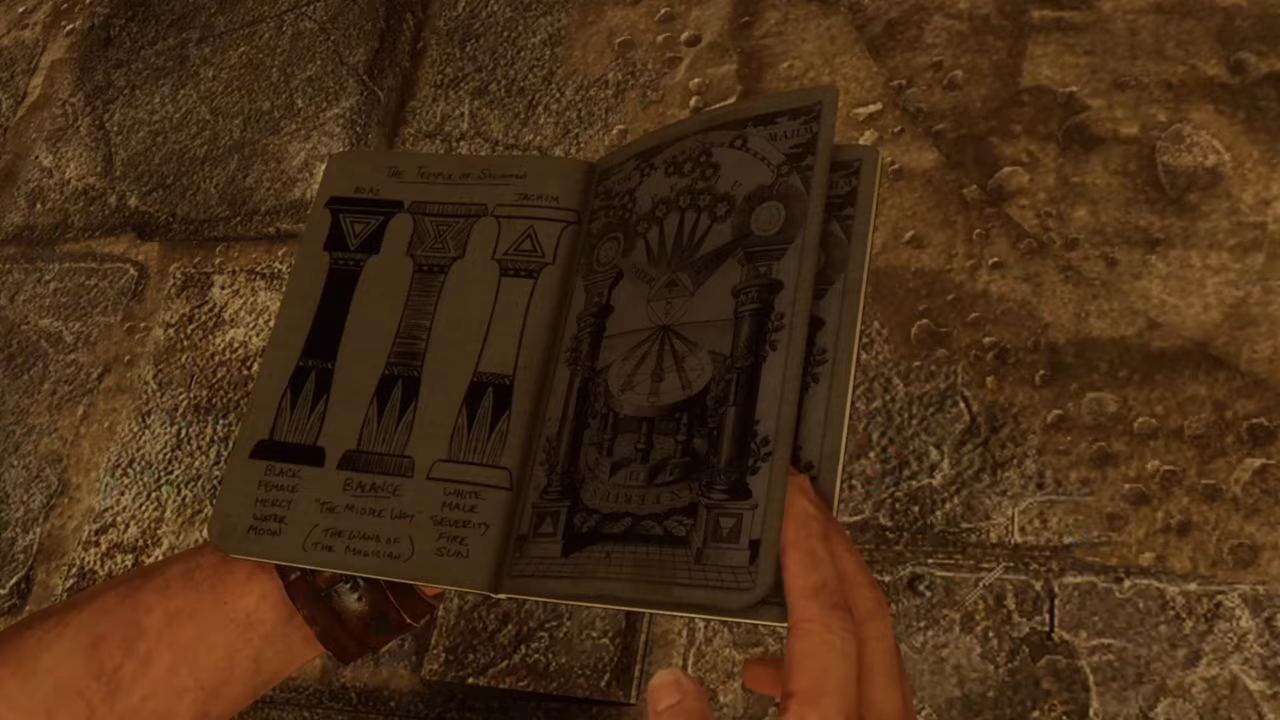 THE TEMPLE OF SOLOMON
BOAZ
JACHIM
BLACK
FEMALE
MERCY
WATER
MOON
BALANCE
"THE MIDDLE WAY"
(THE WAND OF
THE MAGICIAN)
WHITE
MALE
SEVERITY
FIRE
SUN